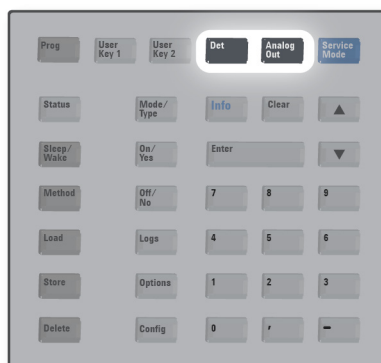 Prog User Key 1 User Key 2 Det Analog Out Service Mode
Status Mode/Type Info Clear ▲
Sleep/Wake On/Yes Enter ▼
Method Off/No 7 8 9
Load Logs 4 5 6
Store Options 1 2 3
Delete Config 0 , –